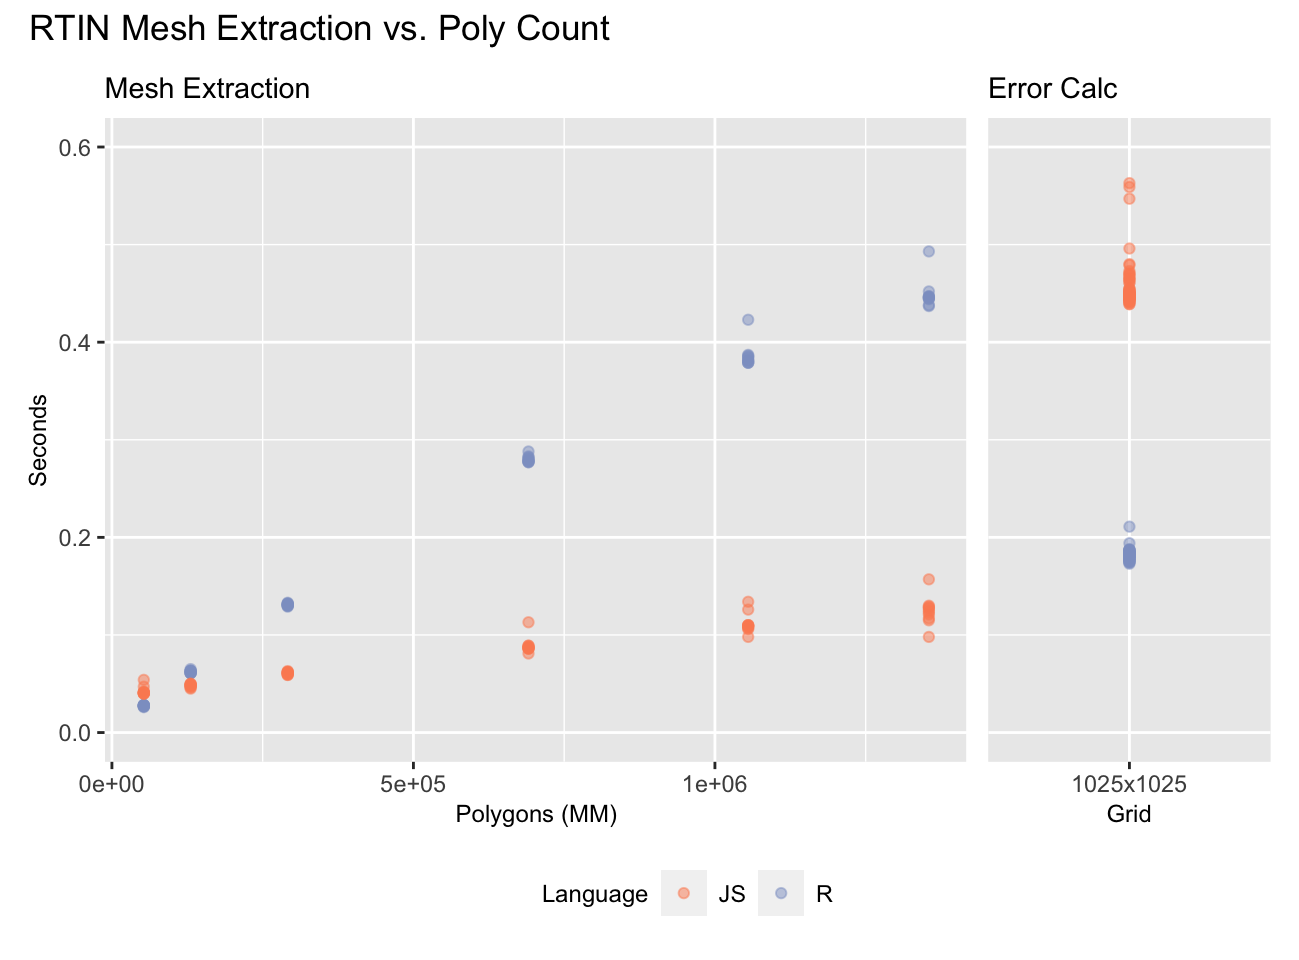 RTIN Mesh Extraction vs. Poly Count
Mesh Extraction
Error Calc
0.6
0.4
0.2
0.0
Seconds
0e+00 5e+05 1e+06
1025x1025
Polygons (MM)
Grid
Language JS R